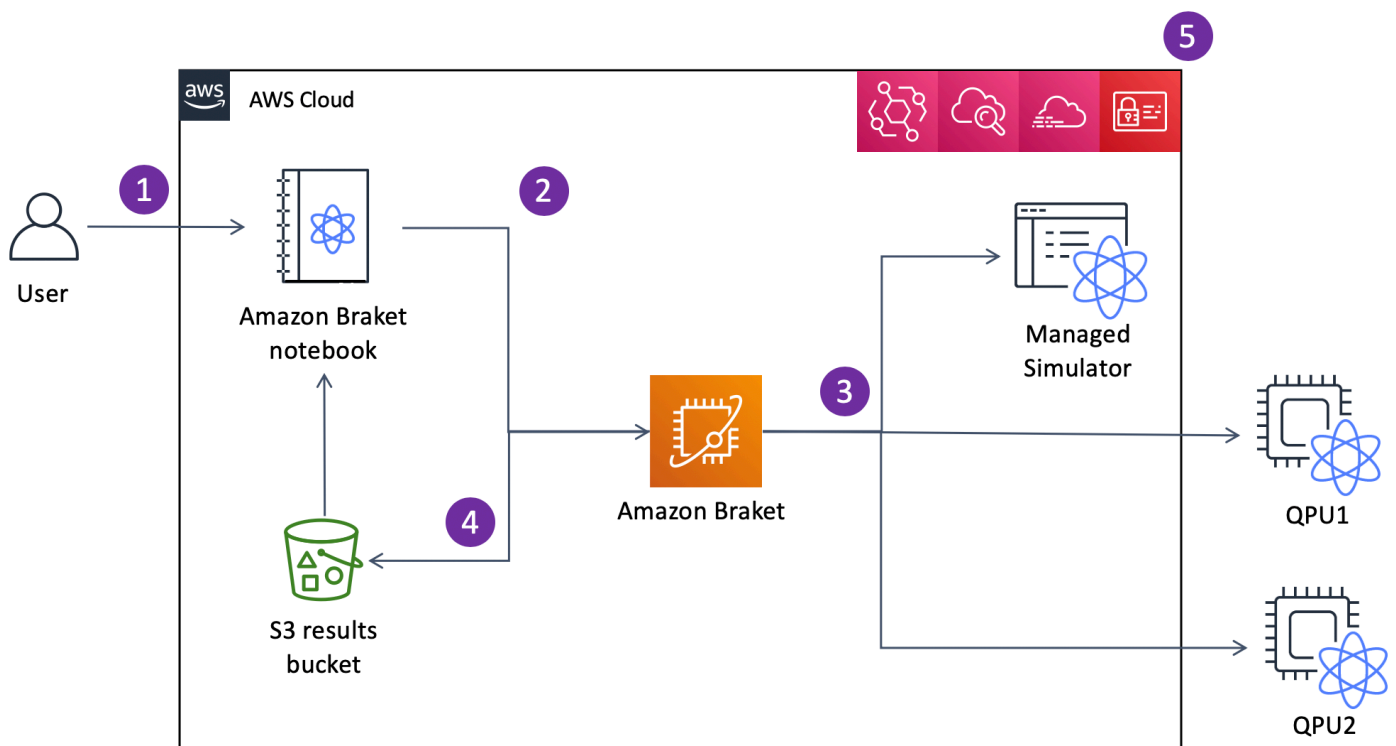 5
aws
AWS Cloud
1
2
User
Amazon Braket
notebook
Managed
Simulator
3
Amazon Braket
QPU1
4
S3 results
bucket
QPU2